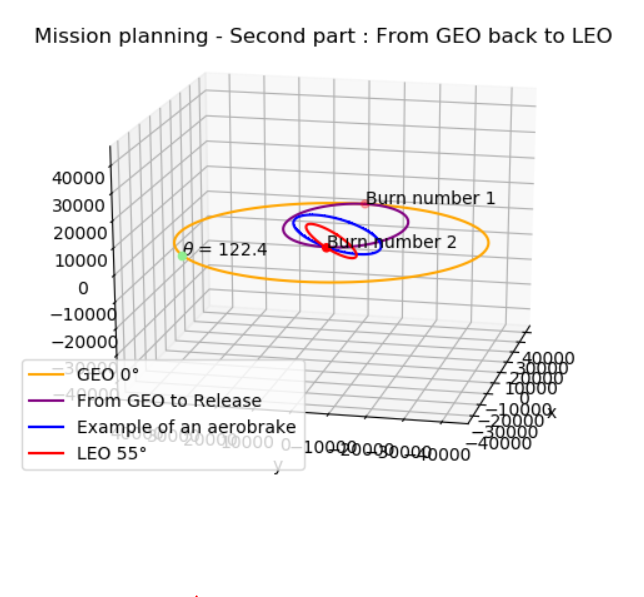 Mission planning - Second part : From GEO back to LEO
Burn number 1
Burn number 2
θ = 122.4
40000
30000
20000
10000
0
−10000
−20000
−30000
−40000
GEO 0°
From GEO to Release
Example of an aerobrake
LEO 55°
40000
30000
20000
10000
0
−10000
−20000
−30000
−40000
y
40000
30000
20000
10000
0
−10000
−20000
−30000
−40000
x